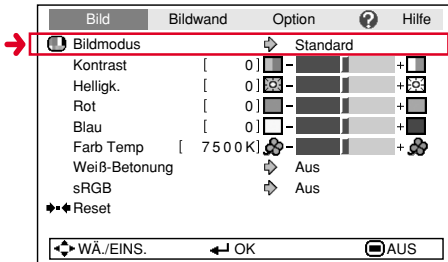 Bild Bildwand Option ? Hilfe
Bildmodus Standard
Kontrast [ 0] - +
Helligk. [ 0] - +
Rot [ 0] - +
Blau [ 0] - +
Farb Temp [ 7500K] - +
Weiß-Betonung Aus
sRGB Aus
Reset
WÄ./EINS. OK AUS